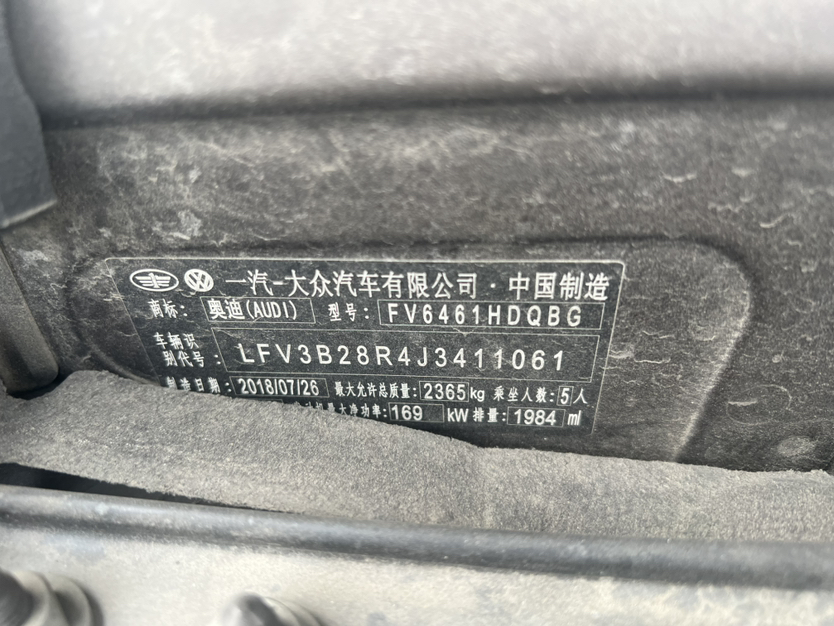 一汽-大众汽车有限公司·中国制造
商标: 奥迪(AUDI) 型号: FV6461HDQBG
车辆识别代号: LFV3B28R4J3411061
制造日期: 2018/07/26 最大允许总质量: 2365kg 乘坐人数: 5人
最大净功率: 169 kW 排量: 1984 ml